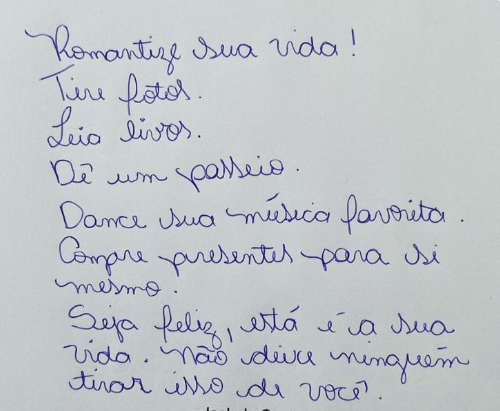 Romantize sua vida!
Tire fotos.
Leia livros.
Dê um passeio.
Dance sua música favorita.
Compre presentes para si
mesmo.
Seja feliz, está é a sua
vida. Não deixe ninguém
tirar isso de você.